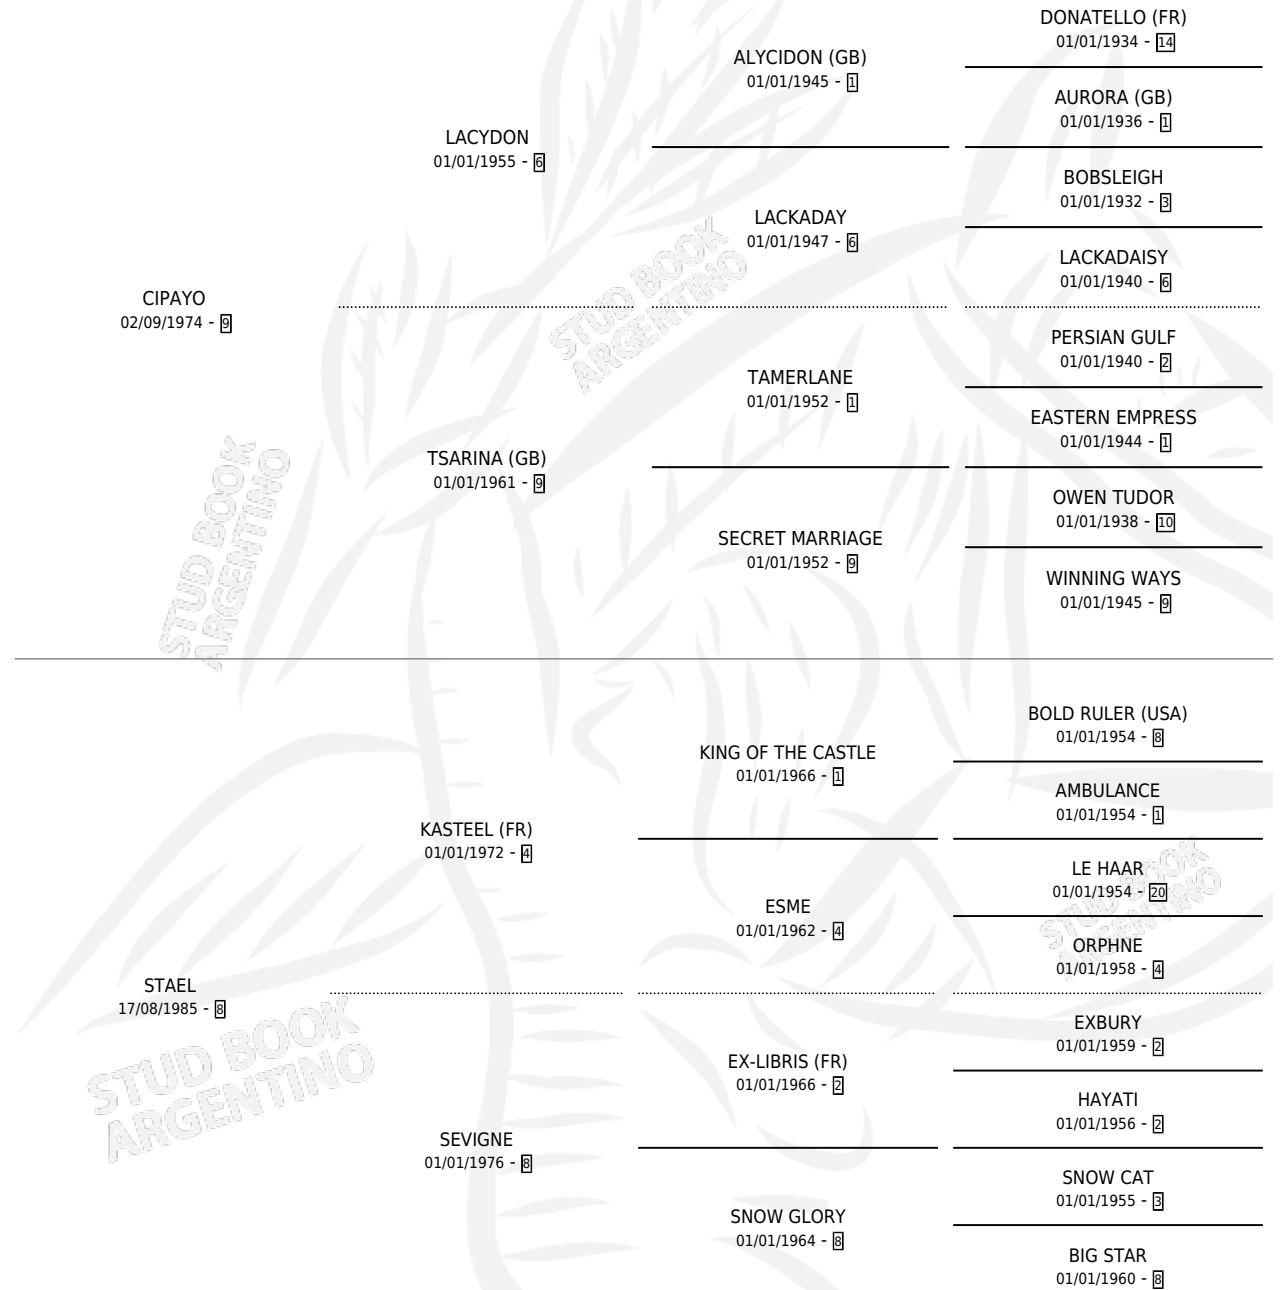 DONATELLO (FR)
01/01/1934 - 14
ALYCIDON (GB)
01/01/1945 - 1
AURORA (GB)
01/01/1936 - 1
LACYDON
01/01/1955 - 6
BOBSLEIGH
01/01/1932 - 3
LACKADAY
01/01/1947 - 6
LACKADAISY
01/01/1940 - 6
CIPAYO
02/09/1974 - 9
PERSIAN GULF
01/01/1940 - 2
TAMERLANE
01/01/1952 - 1
EASTERN EMPRESS
01/01/1944 - 1
TSARINA (GB)
01/01/1961 - 9
OWEN TUDOR
01/01/1938 - 10
SECRET MARRIAGE
01/01/1952 - 9
WINNING WAYS
01/01/1945 - 9
STUD BOOK
ARGENTINO
STUD BOOK
ARGENTINO
BOLD RULER (USA)
01/01/1954 - 8
KING OF THE CASTLE
01/01/1966 - 1
AMBULANCE
01/01/1954 - 1
KASTEEL (FR)
01/01/1972 - 4
LE HAAR
01/01/1954 - 20
ESME
01/01/1962 - 4
ORPHNE
01/01/1958 - 4
STAEL
17/08/1985 - 8
EXBURY
01/01/1959 - 2
EX-LIBRIS (FR)
01/01/1966 - 2
HAYATI
01/01/1956 - 2
SEVIGNE
01/01/1976 - 8
SNOW CAT
01/01/1955 - 3
SNOW GLORY
01/01/1964 - 8
BIG STAR
01/01/1960 - 8
STUD BOOK
ARGENTINO
STUD BOOK
ARGENTINO